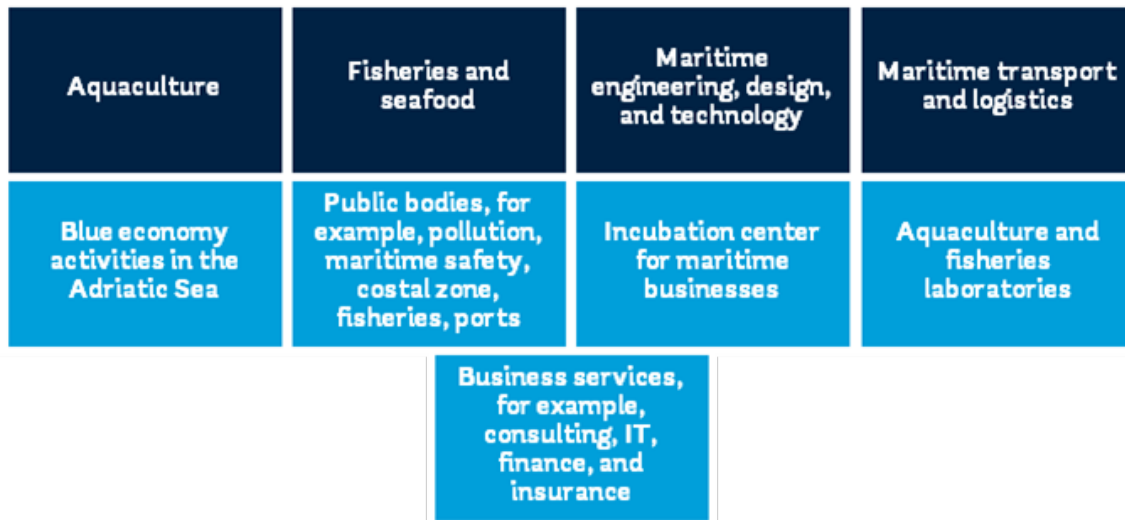 Aquaculture
Fisheries and
seafood
Maritime
engineering, design,
and technology
Maritime transport
and logistics
Blue economy
activities in the
Adriatic Sea
Public bodies, for
example, pollution,
maritime safety,
costal zone,
fisheries, ports
Incubation center
for maritime
businesses
Aquaculture and
fisheries
laboratories
Business services,
for example,
consulting, IT,
finance, and
insurance